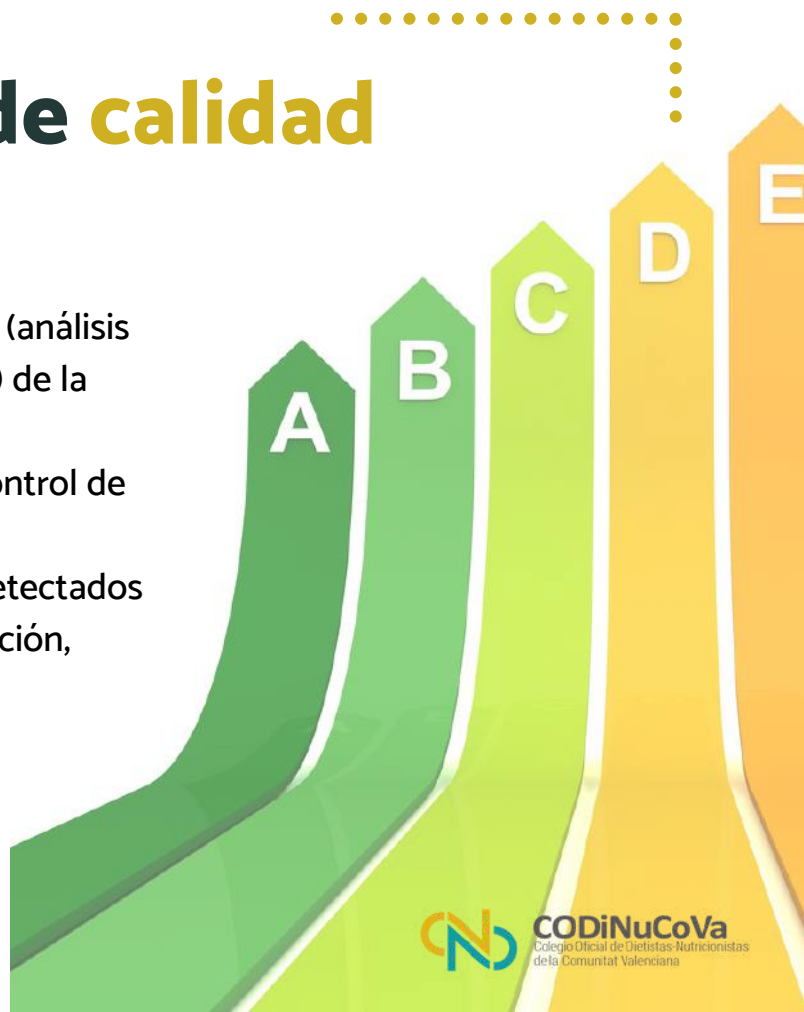 de calidad
(análisis
) de la
ontrol de
etectados
ción,
A
B
C
D
E
CODiNuCoVa
Colegio Oficial de Dietistas-Nutricionistas
de la Comunitat Valenciana